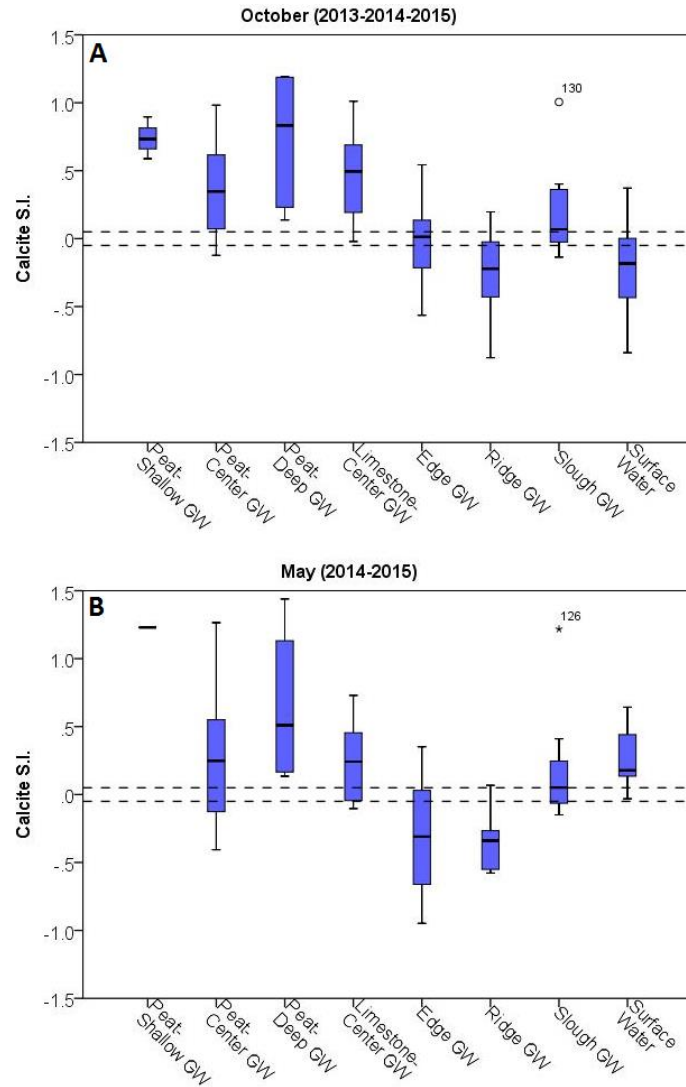 October (2013-2014-2015)
A
Calcite S.I.
1.5
1.0
.5
.0
-.5
-1.0
-1.5
130
Peat-
Shallow GW
Peat-
Center GW
Peat-
Deep GW
Limestone-
Center GW
Edge GW
Ridge GW
Slough GW
Surface
Water
May (2014-2015)
B
Calcite S.I.
1.5
1.0
.5
.0
-.5
-1.0
-1.5
126
Peat-
Shallow GW
Peat-
Center GW
Peat-
Deep GW
Limestone-
Center GW
Edge GW
Ridge GW
Slough GW
Surface
Water